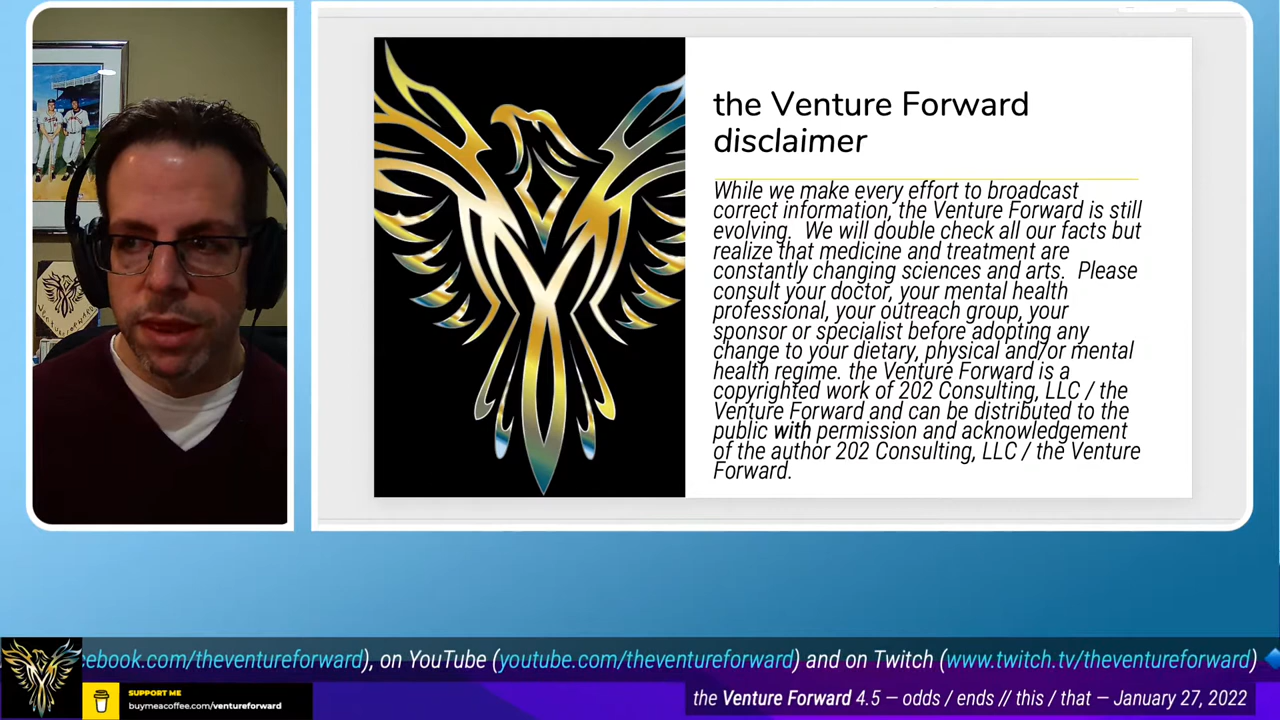 the Venture Forward
disclaimer
While we make every effort to broadcast
correct information, the Venture Forward is still
evolving.  We will double check all our facts but
realize that medicine and treatment are
constantly changing sciences and arts.  Please
consult your doctor, your mental health
professional, your outreach group, your
sponsor or specialist before adopting any
change to your dietary, physical and/or mental
health regime. the Venture Forward is a
copyrighted work of 202 Consulting, LLC / the
Venture Forward and can be distributed to the
public with permission and acknowledgement
of the author 202 Consulting, LLC / the Venture
Forward.
cebook.com/theventureforward), on YouTube (youtube.com/theventureforward) and on Twitch (www.twitch.tv/theventureforward)
SUPPORT ME
buymeacoffee.com/ventureforward
the Venture Forward 4.5 — odds / ends // this / that — January 27, 2022